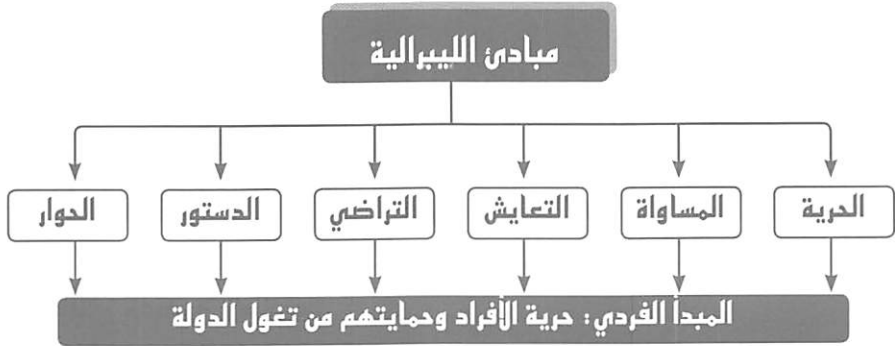 مبادئ الليبرالية
الحرية
المساواة
التعايش
التراضي
الدستور
الحوار
المبدأ الفردي: حرية الأفراد وحمايتهم من تغول الدولة